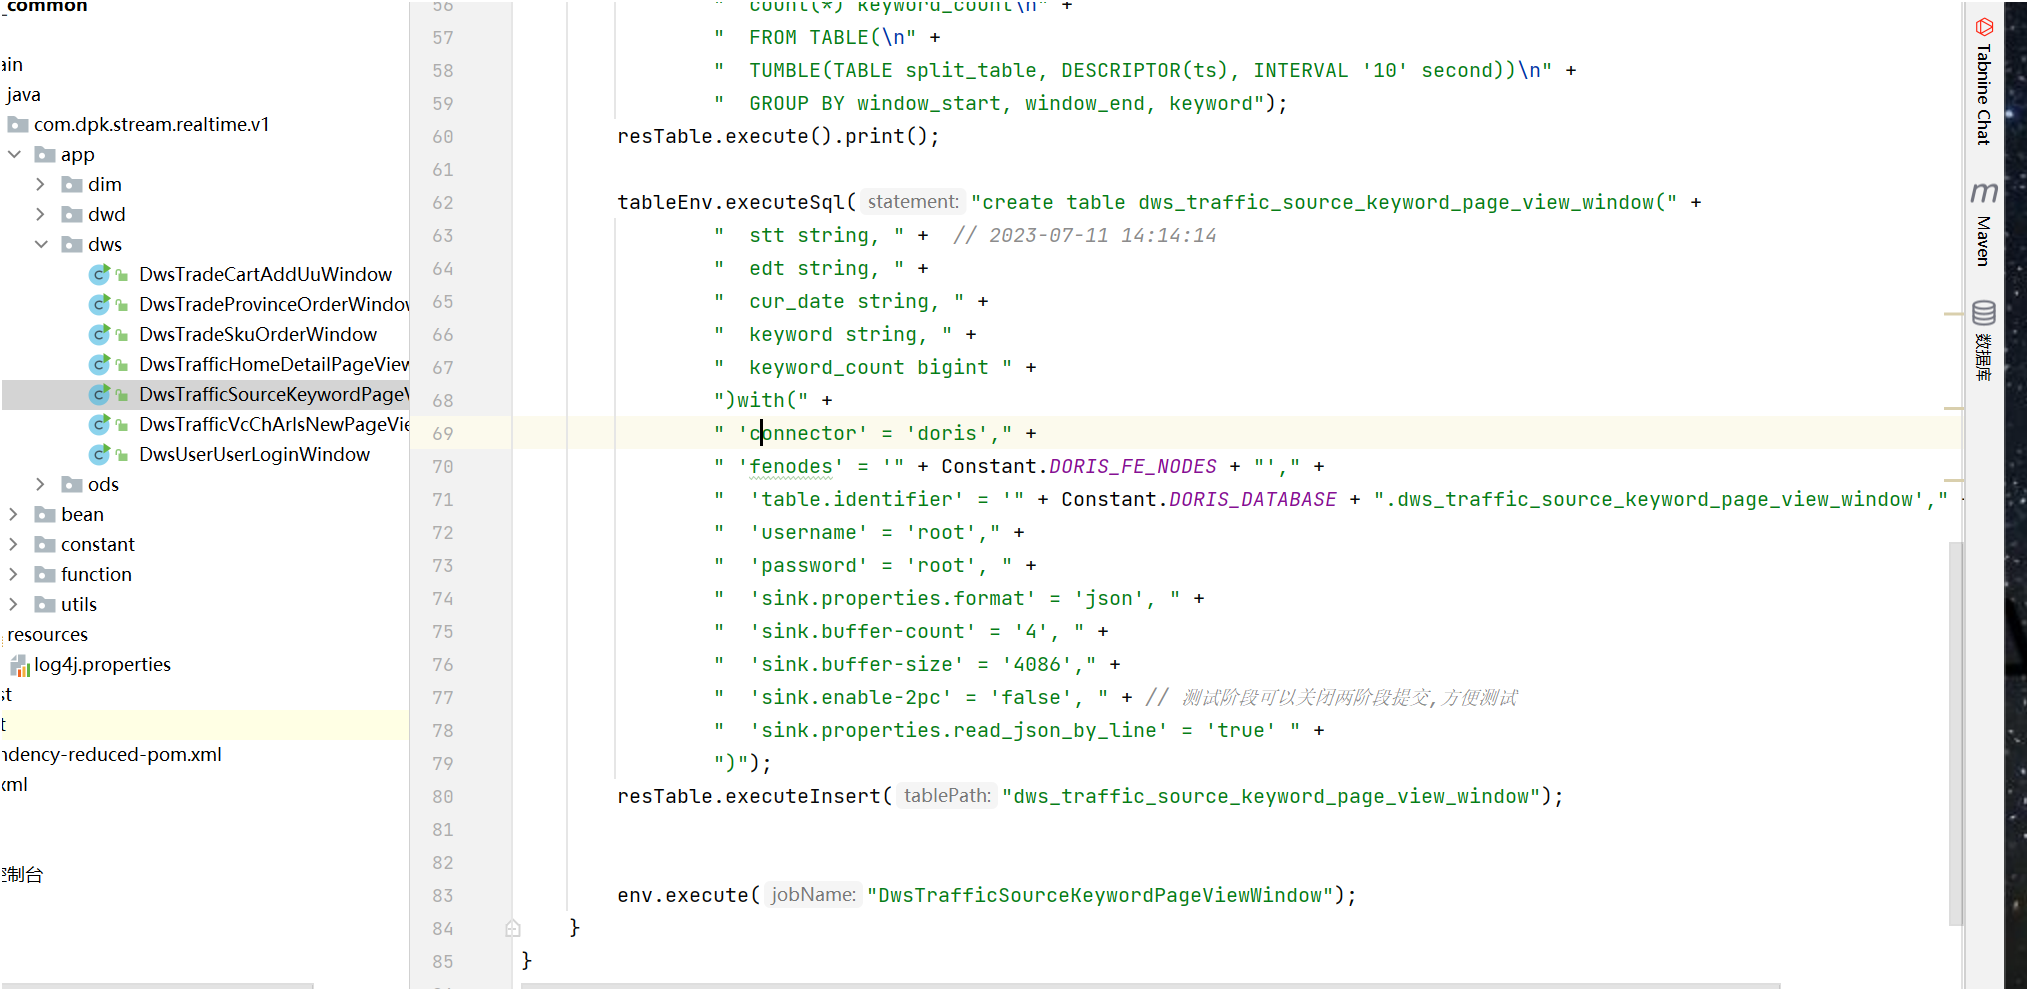 _common
ain
java
com.dpk.stream.realtime.v1
app
dim
dwd
dws
DwsTradeCartAddUuWindow
DwsTradeProvinceOrderWindow
DwsTradeSkuOrderWindow
DwsTrafficHomeDetailPageView
DwsTrafficSourceKeywordPageV
DwsTrafficVcChArIsNewPageVie
DwsUserUserLoginWindow
ods
bean
constant
function
utils
resources
log4j.properties
st
t
ndency-reduced-pom.xml
xml
控制台
56 "  count(*) keyword_count\n" +
57 "  FROM TABLE(\n" +
58 "  TUMBLE(TABLE split_table, DESCRIPTOR(ts), INTERVAL '10' second))\n" +
59 "  GROUP BY window_start, window_end, keyword");
60 resTable.execute().print();
61
62 tableEnv.executeSql( statement: "create table dws_traffic_source_keyword_page_view_window(" +
63 "  stt string, " +  // 2023-07-11 14:14:14
64 "  edt string, " +
65 "  cur_date string, " +
66 "  keyword string, " +
67 "  keyword_count bigint " +
68 ")with(" +
69 " 'connector' = 'doris'," +
70 " 'fenodes' = '" + Constant.DORIS_FE_NODES + "'," +
71 "  'table.identifier' = '" + Constant.DORIS_DATABASE + ".dws_traffic_source_keyword_page_view_window'," +
72 "  'username' = 'root'," +
73 "  'password' = 'root', " +
74 "  'sink.properties.format' = 'json', " +
75 "  'sink.buffer-count' = '4', " +
76 "  'sink.buffer-size' = '4086'," +
77 "  'sink.enable-2pc' = 'false', " + // 测试阶段可以关闭两阶段提交,方便测试
78 "  'sink.properties.read_json_by_line' = 'true' " +
79 ")");
80 resTable.executeInsert( tablePath: "dws_traffic_source_keyword_page_view_window");
81
82
83 env.execute( jobName: "DwsTrafficSourceKeywordPageViewWindow");
84 }
85 }
Tabnine Chat
m Maven
数据库